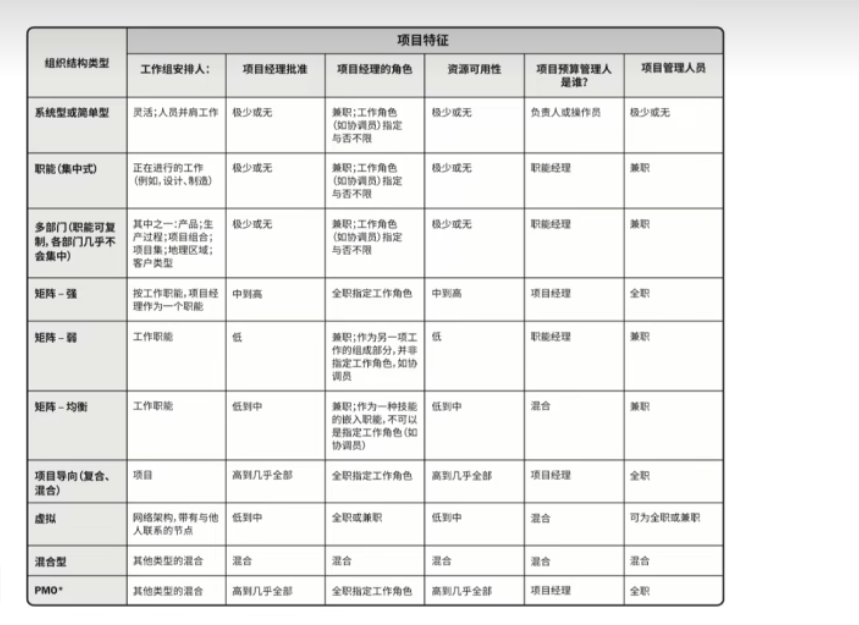 组织结构类型
项目特征
工作组安排人：
项目经理批准
项目经理的角色
资源可用性
项目预算管理人
是谁？
项目管理人员
系统型或简单型
灵活；人员并肩工作
极少或无
兼职；工作角色
（如协调员）指定
与否不限
极少或无
负责人或操作员
极少或无
职能（集中式）
正在进行的工作
（例如，设计、制造）
极少或无
兼职；工作角色
（如协调员）指定
与否不限
极少或无
职能经理
兼职
多部门（职能可复
制，各部门几乎不
会集中）
其中之一：产品；生
产过程；项目组合；
项目集；地理区域；
客户类型
极少或无
兼职；工作角色
（如协调员）指定
与否不限
极少或无
职能经理
兼职
矩阵 – 强
按工作职能，项目经
理作为一个职能
中到高
全职指定工作角色
中到高
项目经理
全职
矩阵 – 弱
工作职能
低
兼职；作为另一项工
作的组成部分，并非
指定工作角色，如协
调员
低
职能经理
兼职
矩阵 – 均衡
工作职能
低到中
兼职；作为一种技能
的嵌入职能，不可以
是指定工作角色（如
协调员）
低到中
混合
兼职
项目导向（复合、
混合）
项目
高到几乎全部
全职指定工作角色
高到几乎全部
项目经理
全职
虚拟
网络架构，带有与他
人联系的节点
低到中
全职或兼职
低到中
混合
可为全职或兼职
混合型
其他类型的混合
混合
混合
混合
混合
混合
PMO*
其他类型的混合
高到几乎全部
全职指定工作角色
高到几乎全部
项目经理
全职